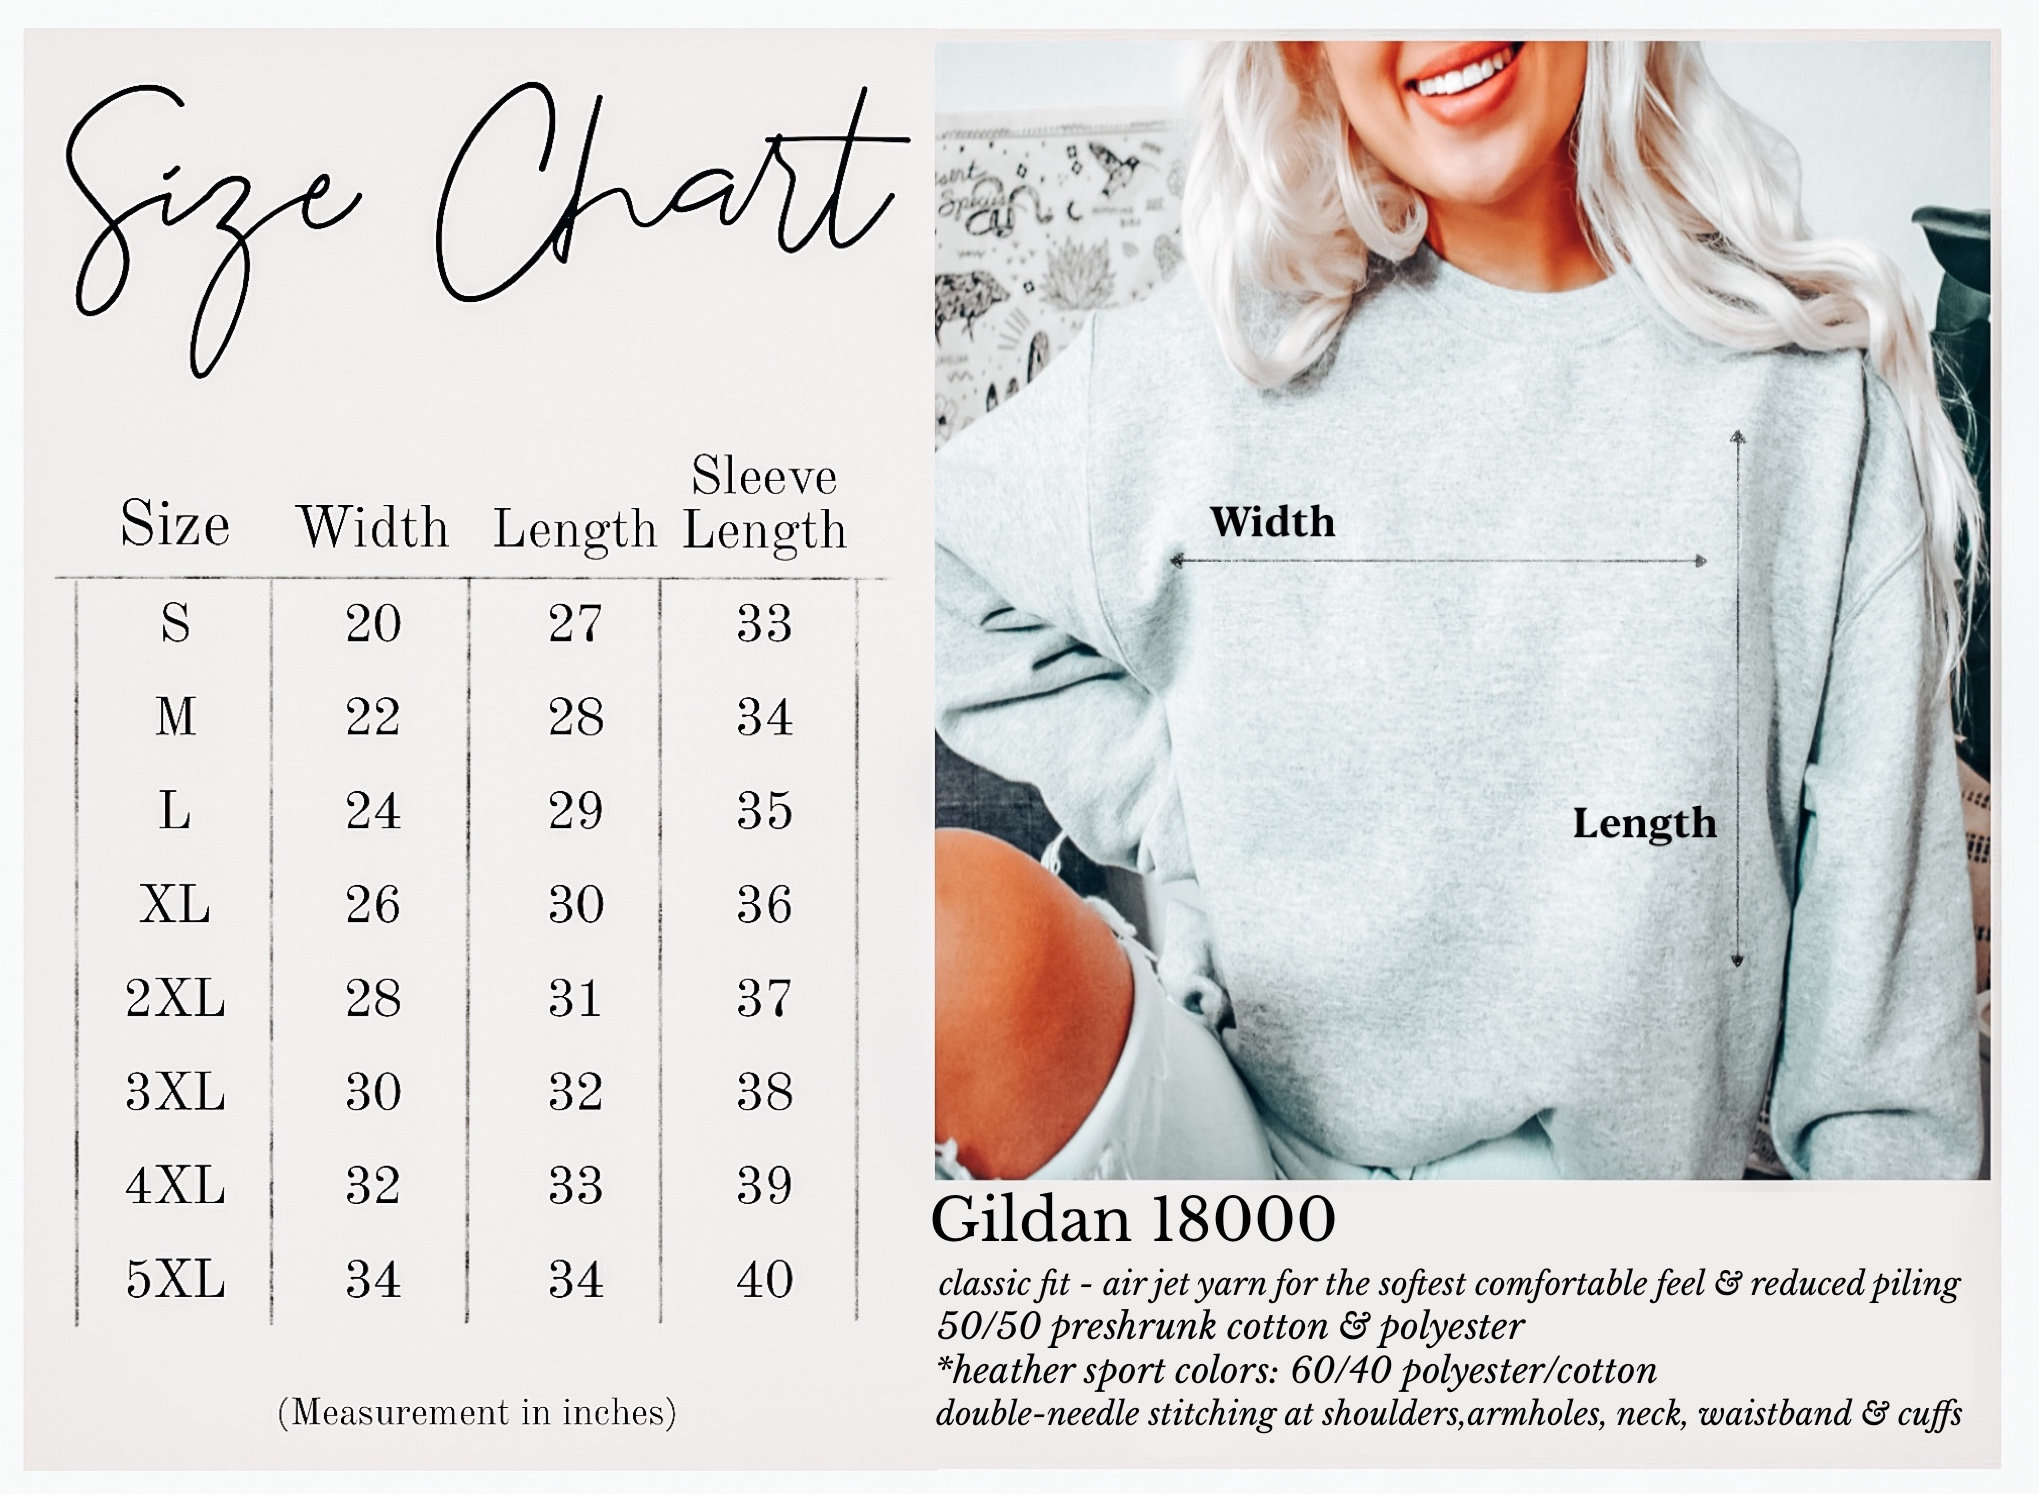 Size Chart
Size Width Length Sleeve Length
S 20 27 33
M 22 28 34
L 24 29 35
XL 26 30 36
2XL 28 31 37
3XL 30 32 38
4XL 32 33 39
5XL 34 34 40
(Measurement in inches)
Width
Length
Gildan 18000
classic fit - air jet yarn for the softest comfortable feel & reduced piling
50/50 preshrunk cotton & polyester
*heather sport colors: 60/40 polyester/cotton
double-needle stitching at shoulders,armholes, neck, waistband & cuffs